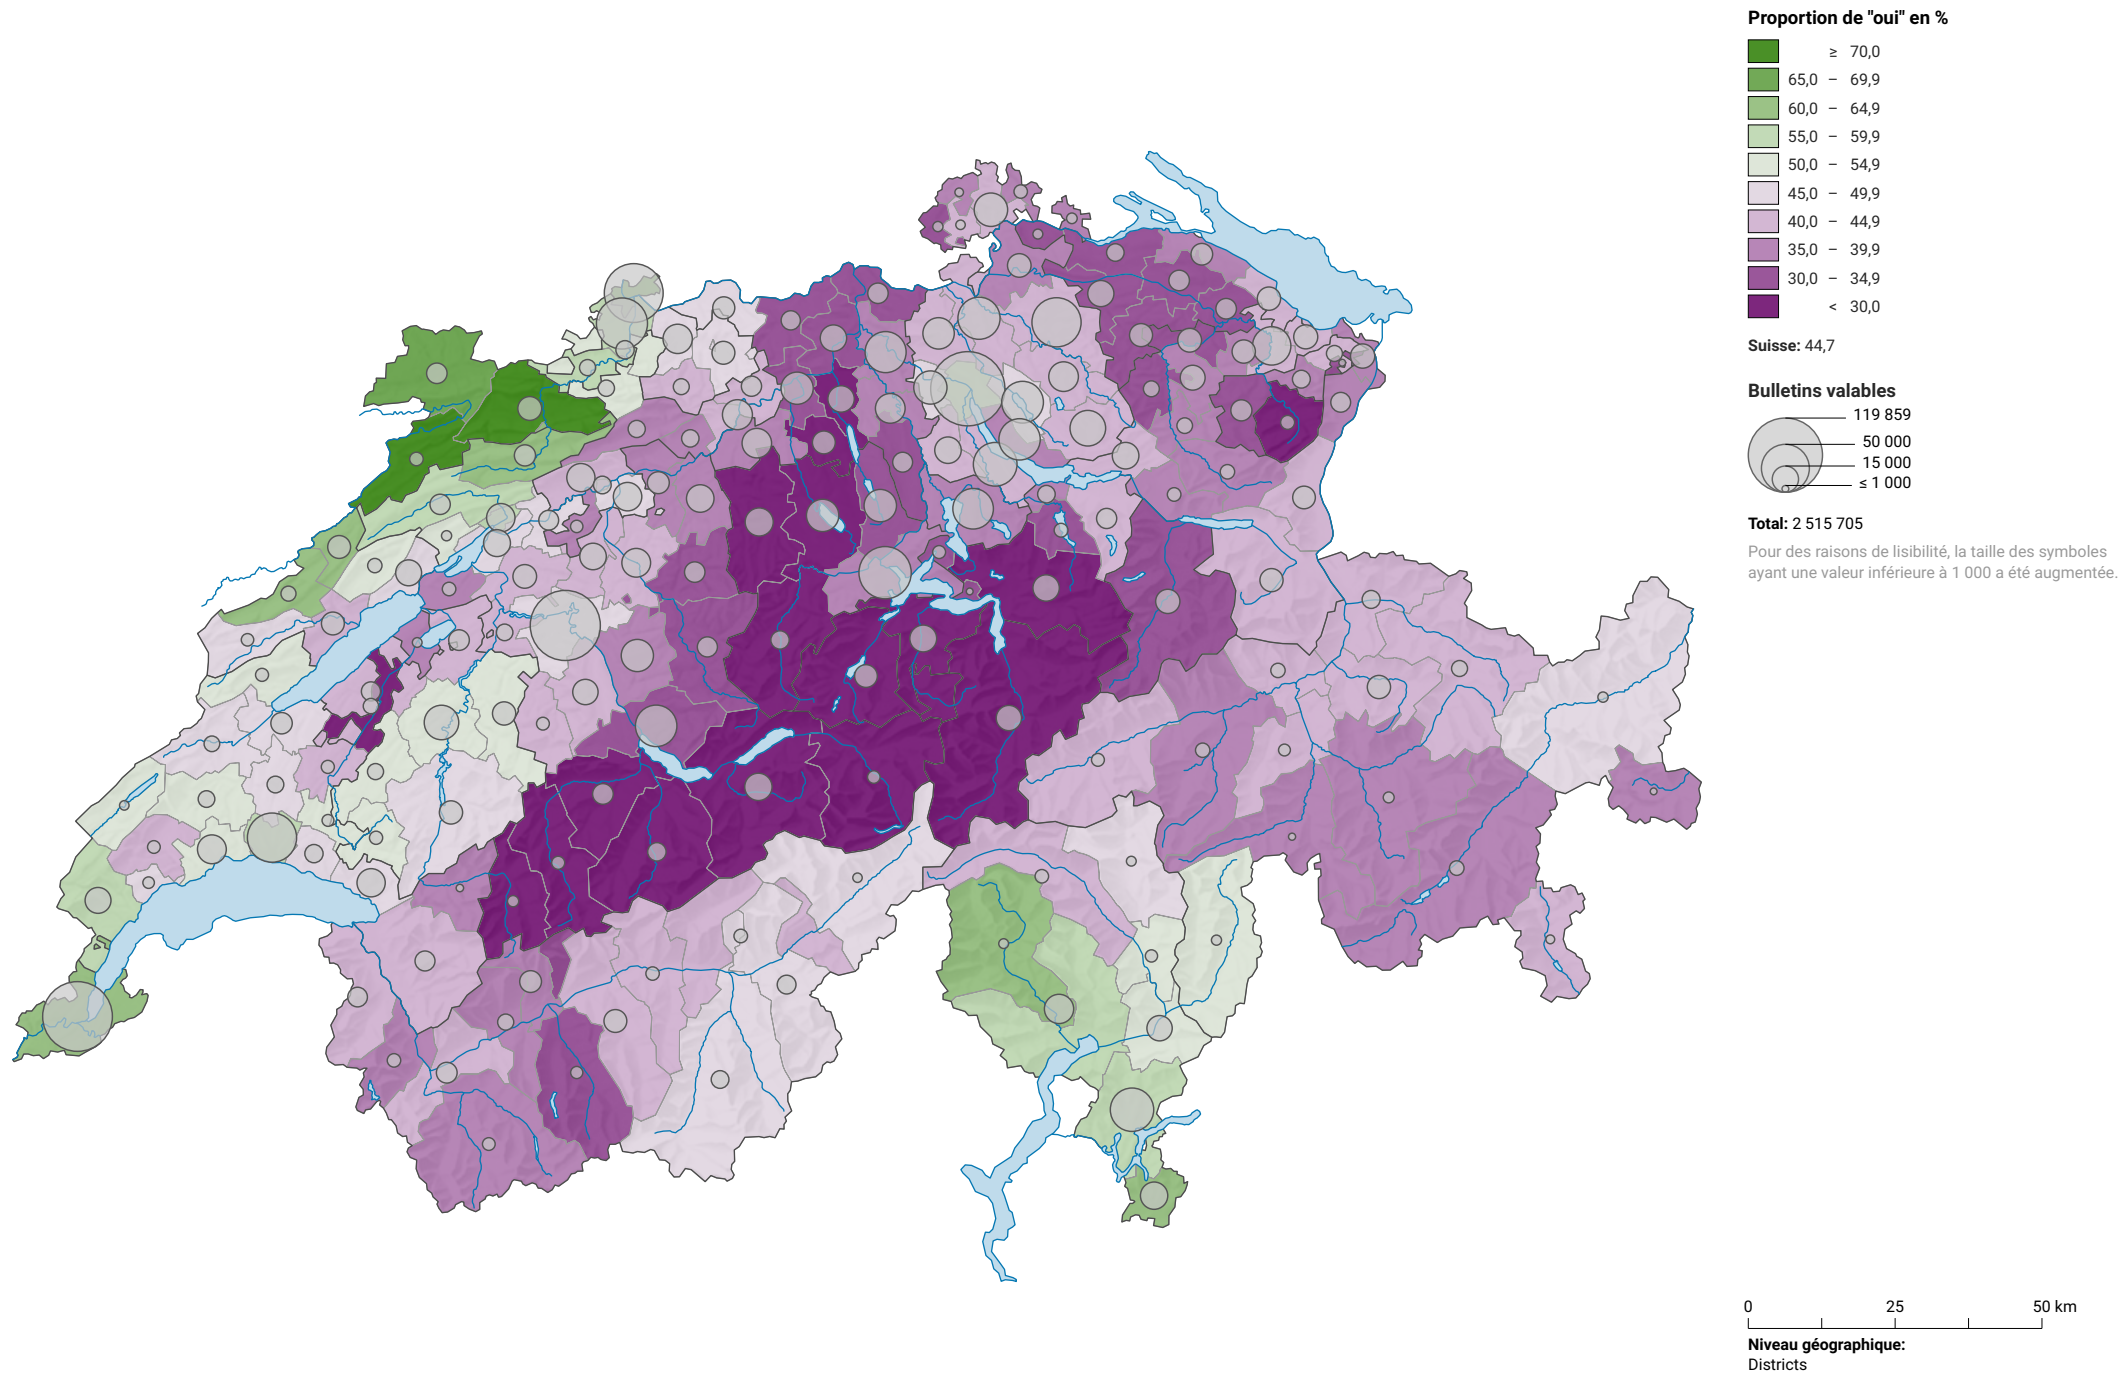 Proportion de "oui" en %
≥ 70,0
65,0 – 69,9
60,0 – 64,9
55,0 – 59,9
50,0 – 54,9
45,0 – 49,9
40,0 – 44,9
35,0 – 39,9
30,0 – 34,9
< 30,0
Suisse: 44,7
Bulletins valables
119 859
50 000
15 000
≤ 1 000
Total: 2 515 705
Pour des raisons de lisibilité, la taille des symboles
ayant une valeur inférieure à 1 000 a été augmentée.
0 25 50 km
Niveau géographique:
Districts